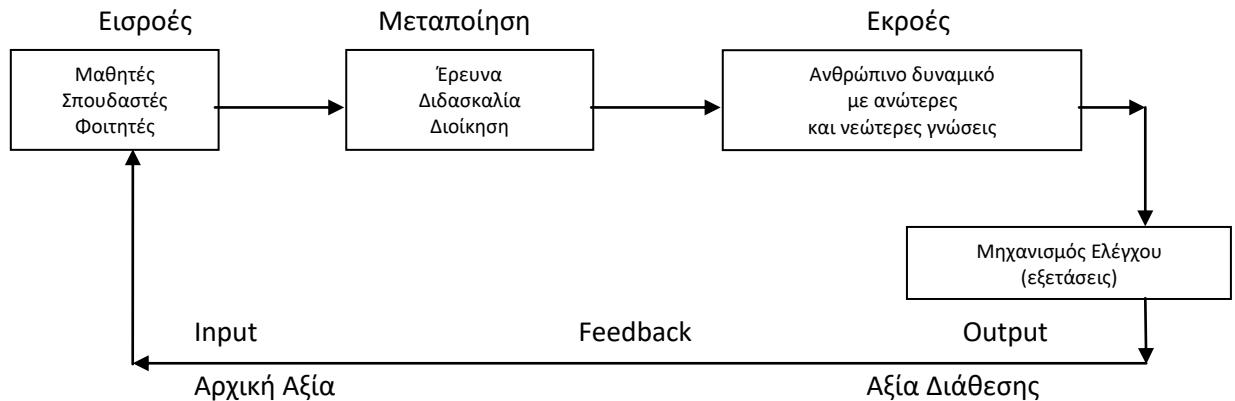 Εισροές
Μεταποίηση
Εκροές
Μαθητές
Σπουδαστές
Φοιτητές
Έρευνα
Διδασκαλία
Διοίκηση
Ανθρώπινο δυναμικό
με ανώτερες
και νεώτερες γνώσεις
Μηχανισμός Ελέγχου
(εξετάσεις)
Input
Feedback
Output
Αρχική Αξία
Αξία Διάθεσης